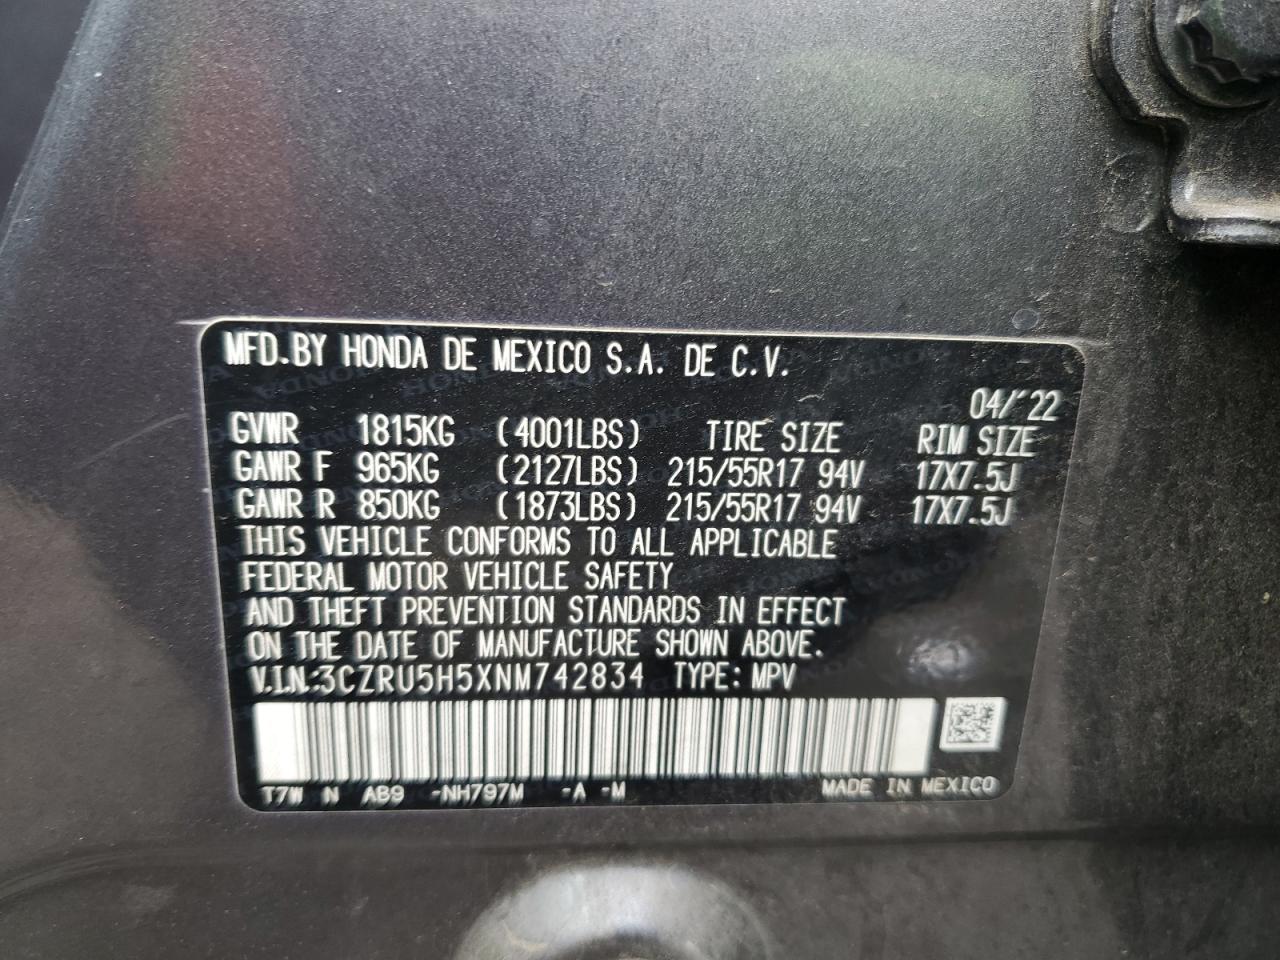 MFD.BY HONDA DE MEXICO S.A. DE C.V.
04/'22
GVWR 1815KG (4001LBS) TIRE SIZE RIM SIZE
GAWR F 965KG (2127LBS) 215/55R17 94V 17X7.5J
GAWR R 850KG (1873LBS) 215/55R17 94V 17X7.5J
THIS VEHICLE CONFORMS TO ALL APPLICABLE
FEDERAL MOTOR VEHICLE SAFETY
AND THEFT PREVENTION STANDARDS IN EFFECT
ON THE DATE OF MANUFACTURE SHOWN ABOVE.
V.I.N.:3CZRU5H5XNM742834 TYPE: MPV
T7W N AB9 -NH797M -A -M MADE IN MEXICO